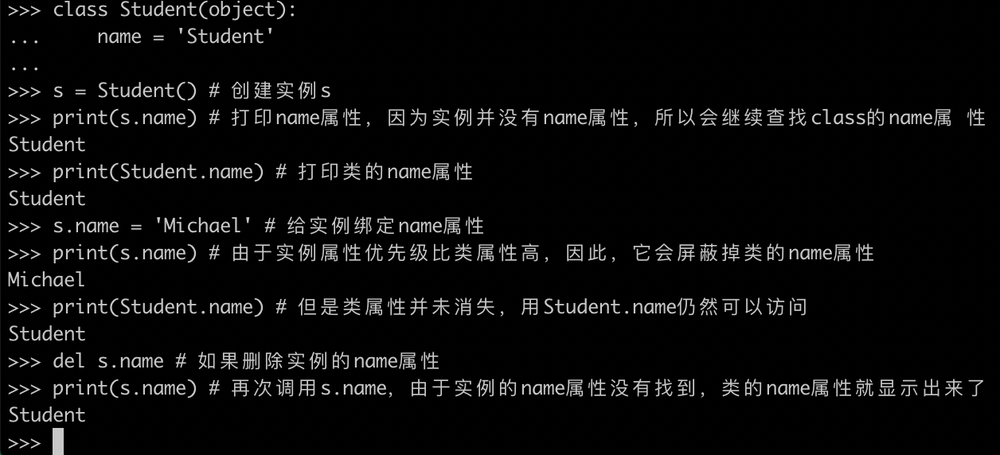 >>> class Student(object):
...     name = 'Student'
...
>>> s = Student() # 创建实例s
>>> print(s.name) # 打印name属性，因为实例并没有name属性，所以会继续查找class的name属 性
Student
>>> print(Student.name) # 打印类的name属性
Student
>>> s.name = 'Michael' # 给实例绑定name属性
>>> print(s.name) # 由于实例属性优先级比类属性高，因此，它会屏蔽掉类的name属性
Michael
>>> print(Student.name) # 但是类属性并未消失，用Student.name仍然可以访问
Student
>>> del s.name # 如果删除实例的name属性
>>> print(s.name) # 再次调用s.name，由于实例的name属性没有找到，类的name属性就显示出来了
Student
>>>